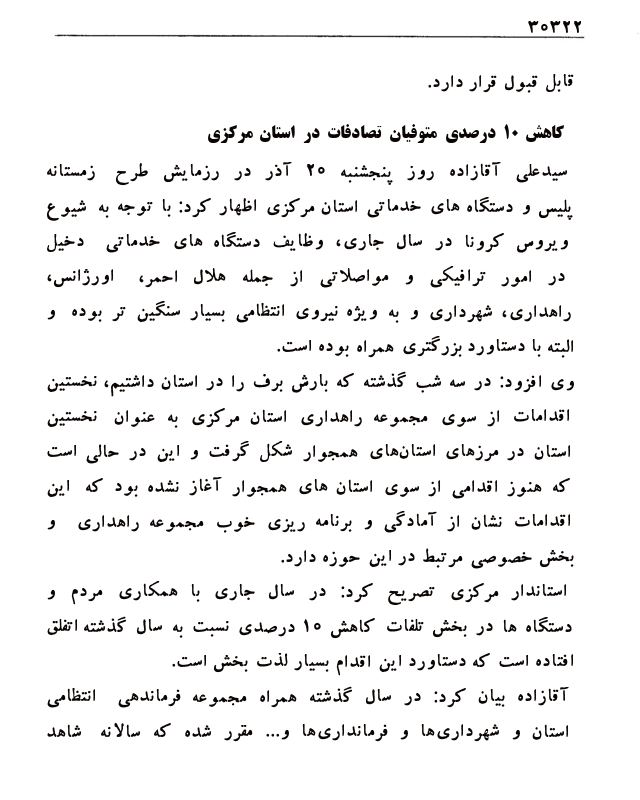 ۳۰۳۲۲
قابل قبول قرار دارد.
کاهش ۱۰ درصدی متوفیان تصادفات در استان مرکزی
سیدعلی آقازاده روز پنجشنبه ۲۰ آذر در رزمایش طرح زمستانه
پلیس و دستگاه های خدماتی استان مرکزی اظهار کرد: با توجه به شیوع
ویروس کرونا در سال جاری، وظایف دستگاه های خدماتی دخیل
در امور ترافیکی و مواصلاتی از جمله هلال احمر، اورژانس،
راهداری، شهرداری و به ویژه نیروی انتظامی بسیار سنگین تر بوده و
البته با دستاورد بزرگتری همراه بوده است.
وی افزود: در سه شب گذشته که بارش برف را در استان داشتیم، نخستین
اقدامات از سوی مجموعه راهداری استان مرکزی به عنوان نخستین
استان در مرزهای استان‌های همجوار شکل گرفت و این در حالی است
که هنوز اقدامی از سوی استان های همجوار آغاز نشده بود که این
اقدامات نشان از آمادگی و برنامه ریزی خوب مجموعه راهداری و
بخش خصوصی مرتبط در این حوزه دارد.
استاندار مرکزی تصریح کرد: در سال جاری با همکاری مردم و
دستگاه ها در بخش تلفات کاهش ۱۰ درصدی نسبت به سال گذشته اتفلق
افتاده است که دستاورد این اقدام بسیار لذت بخش است.
آقازاده بیان کرد: در سال گذشته همراه مجموعه فرماندهی انتظامی
استان و شهرداری‌ها و فرمانداری‌ها و... مقرر شده که سالانه شاهد